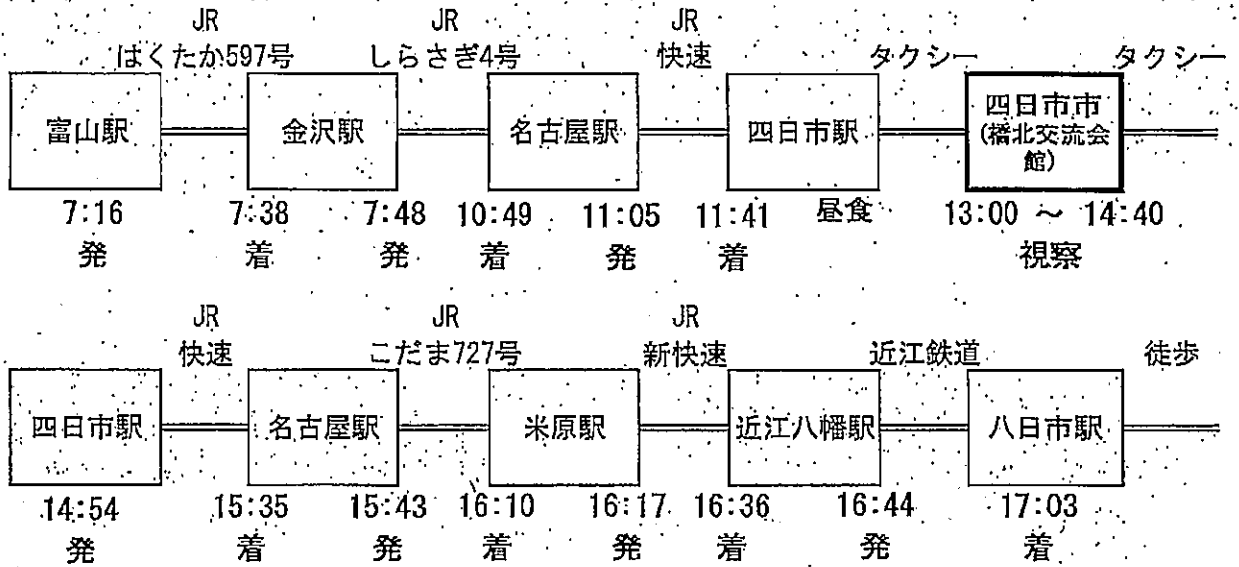 JR JR JR
はくたか597号 しらさぎ4号 快速 タクシー タクシー
富山駅 金沢駅 名古屋駅 四日市駅 四日市市
(橋北交流会
館)
7:16 7:38 7:48 10:49 11:05 11:41 昼食 13:00 ～ 14:40
発 着 発 着 発 着 視察
JR JR JR
快速 こだま727号 新快速 近江鉄道 徒歩
四日市駅 名古屋駅 米原駅 近江八幡駅 八日市駅
14:54 15:35 15:43 16:10 16:17 16:36 16:44 17:03
発 着 発 着 発 着 発 着